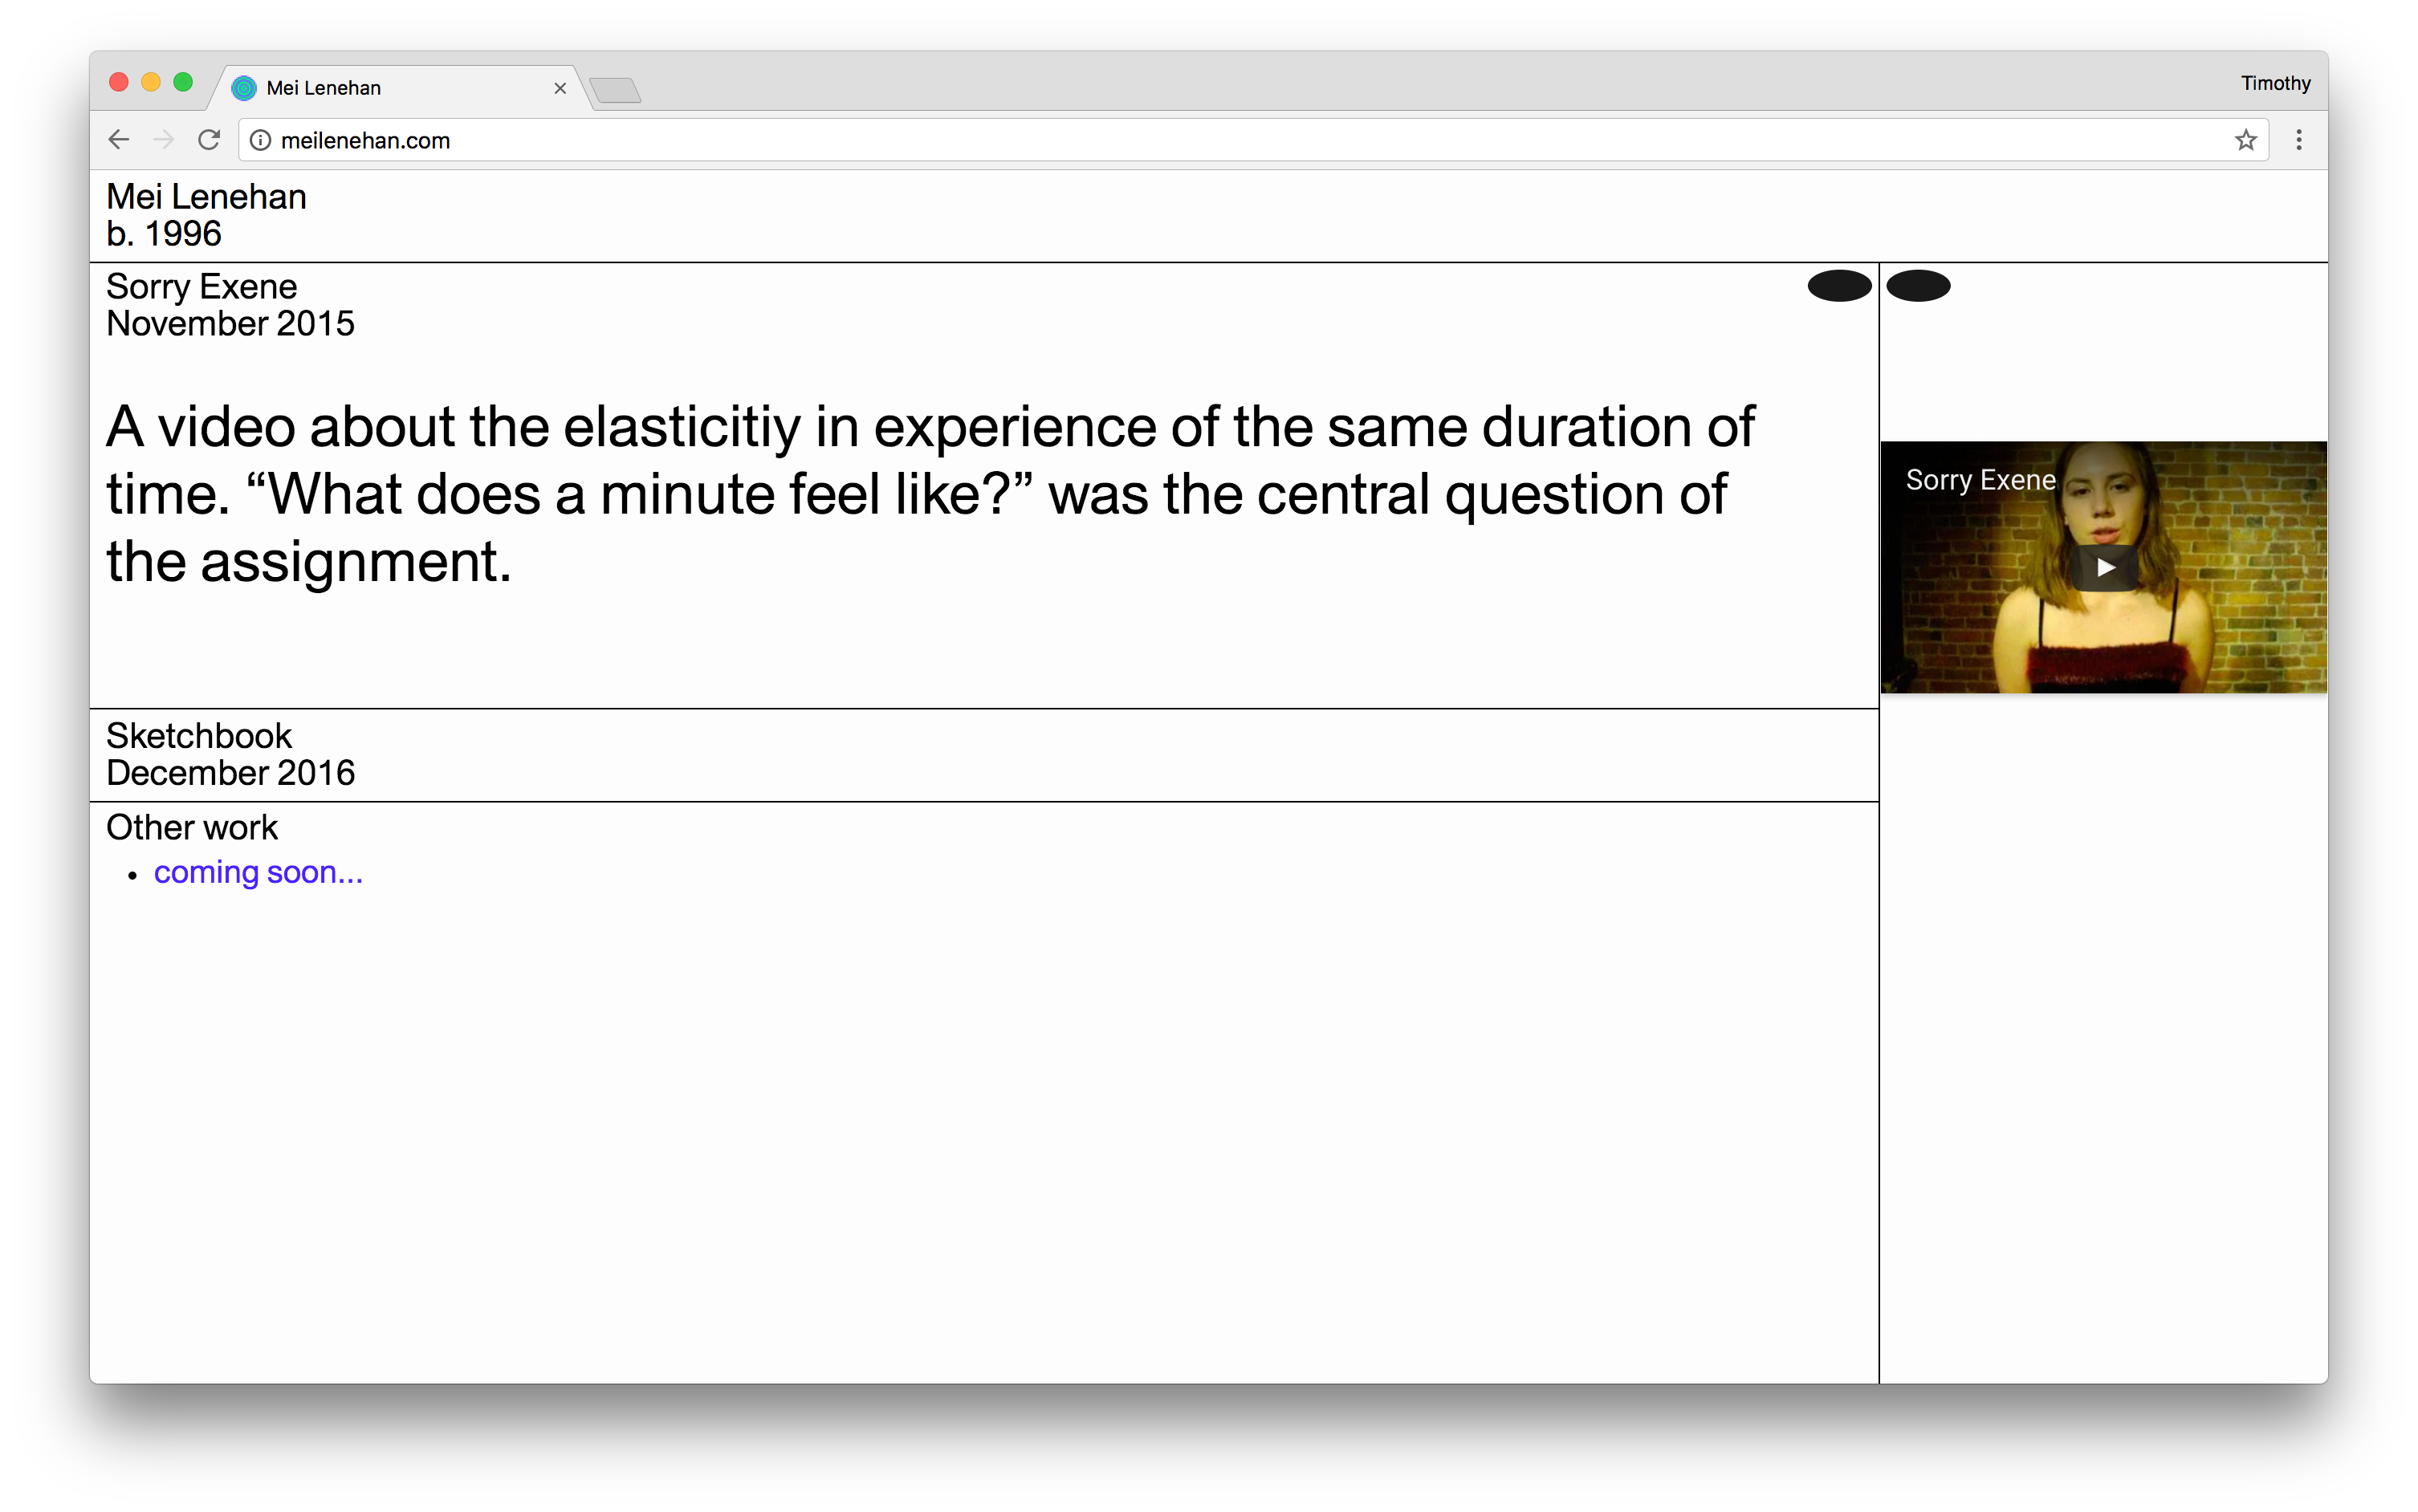 Mei Lenehan
Timothy
meilenehan.com
Mei Lenehan
b. 1996
Sorry Exene
November 2015
A video about the elasticitiy in experience of the same duration of
time. “What does a minute feel like?” was the central question of
the assignment.
Sorry Exene
Sketchbook
December 2016
Other work
• coming soon...